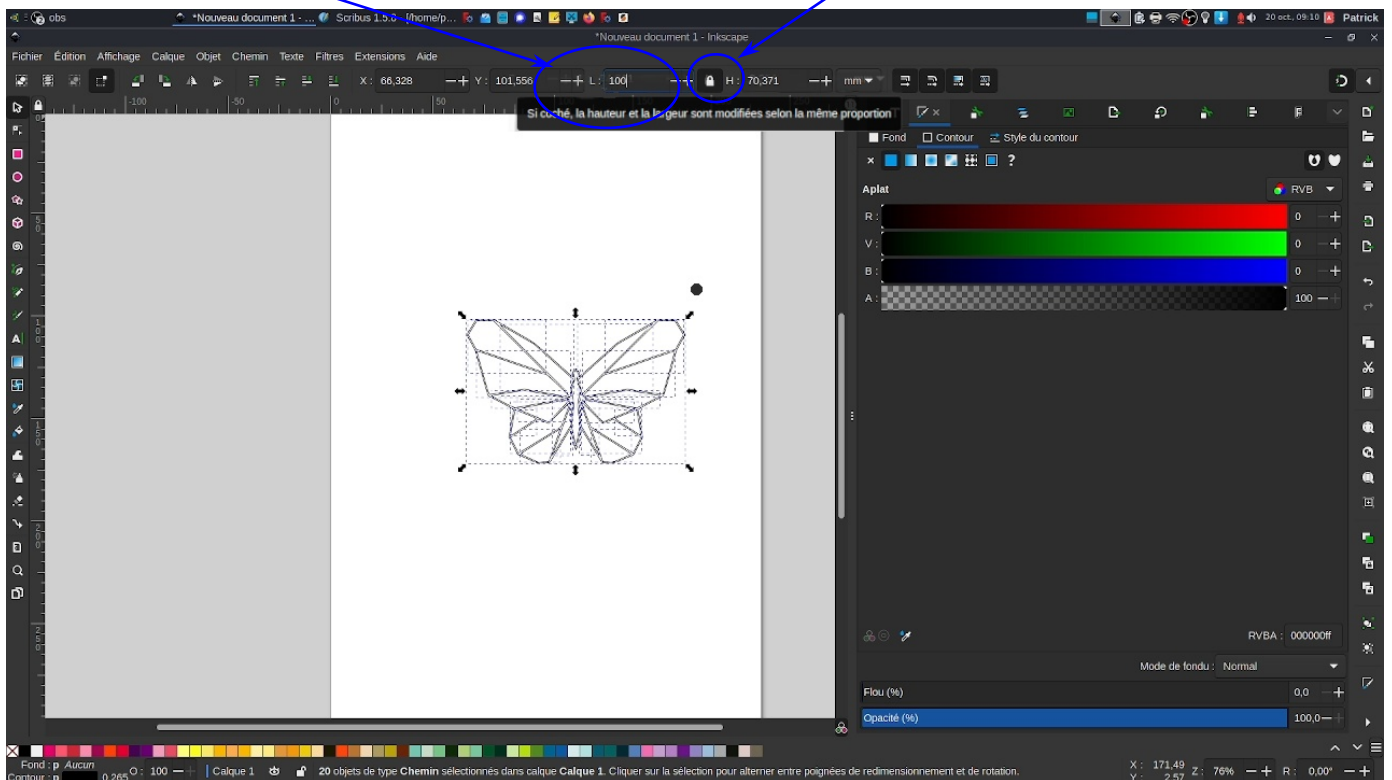 obs *Nouveau document 1 - ... Scribus 1.5.8 - [/home/p... 20 oct., 09:10 Patrick
*Nouveau document 1 - Inkscape
Fichier Édition Affichage Calque Objet Chemin Texte Filtres Extensions Aide
X : 66,328 Y : 101,556 L : 100 H : 70,371 mm
-100 -50 0 50
Si coché, la hauteur et la largeur sont modifiées selon la même proportion
Fond Contour Style du contour
Aplat RVB
R : 0
V : 0
B : 0
A : 100
RVBA : 000000ff
Mode de fondu : Normal
Flou (%) 0,0
Opacité (%) 100,0
Fond : p Aucun
Contour : p 0,265 O : 100 Calque 1 20 objets de type Chemin sélectionnés dans calque Calque 1. Cliquer sur la sélection pour alterner entre poignées de redimensionnement et de rotation. X : 171,49 Z : 76% R : 0,00°
Y : 2,57